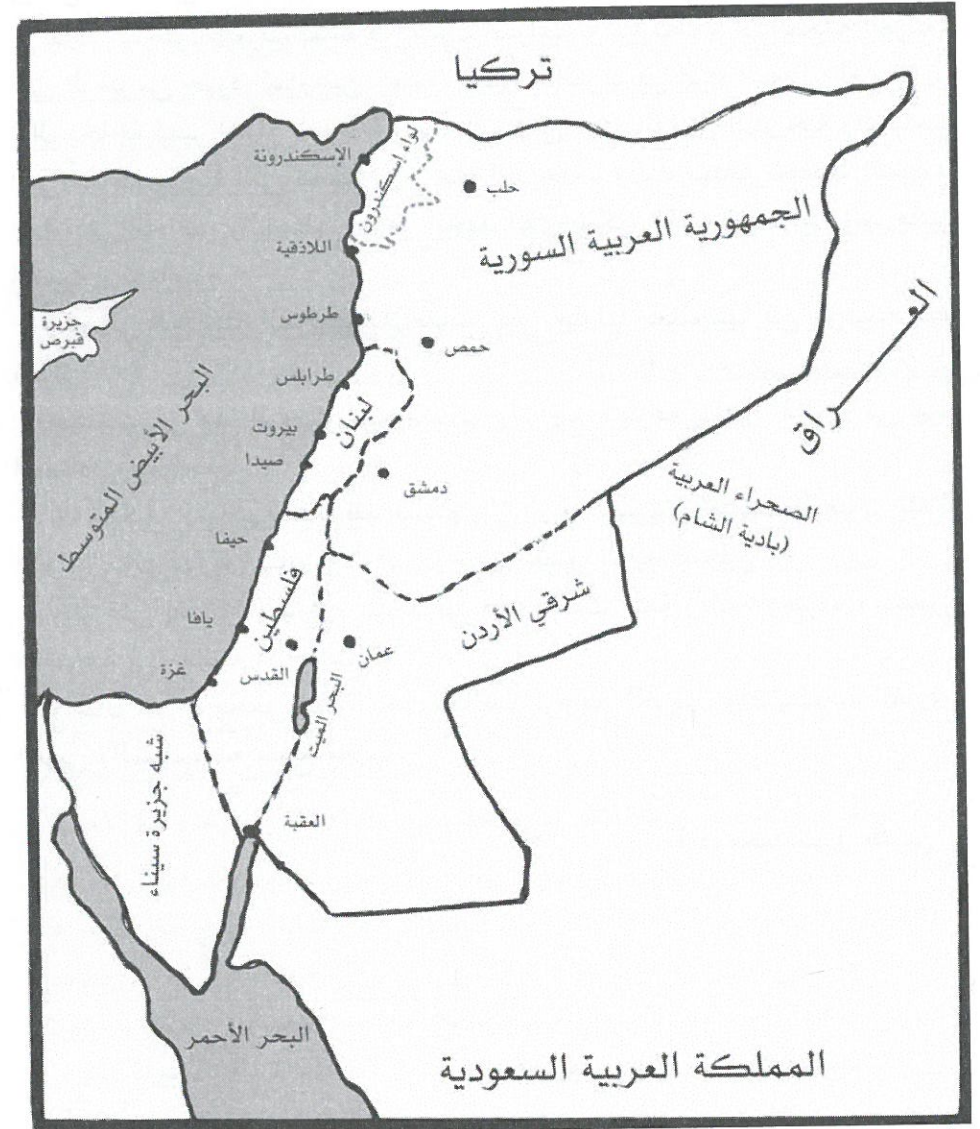 تركيا
الإسكندرونة
لواء إسكندرون
حلب
الجمهورية العربية السورية
اللاذقية
طرطوس
حمص
جزيرة
قبرص
طرابلس
لبنان
البحر الأبيض المتوسط
بيروت
صيدا
دمشق
العـ
ـراق
الصحراء العربية
(بادية الشام)
حيفا
فلسطين
شرقي الأردن
يافا
عمان
القدس
غزة
البحر الميت
شبه جزيرة سيناء
العقبة
البحر الأحمر
المملكة العربية السعودية